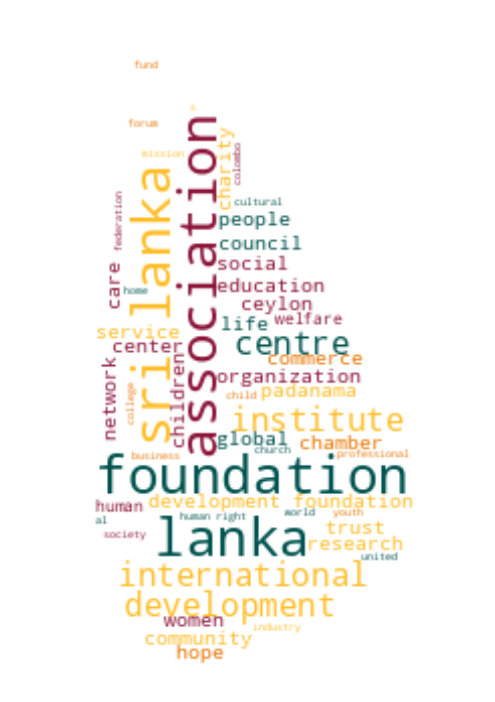 fund
forum
mission
association
sri lanka
charity
colombo
federation
cultural
people
council
care
social
home
education
ceylon
life
welfare
service
center
centre
commerce
children
network
organization
college
child
padanama
institute
global
chamber
church
business
professional
foundation
human
development foundation
al
human right
world
youth
society
lanka
trust
research
united
international
development
women
industry
community
hope